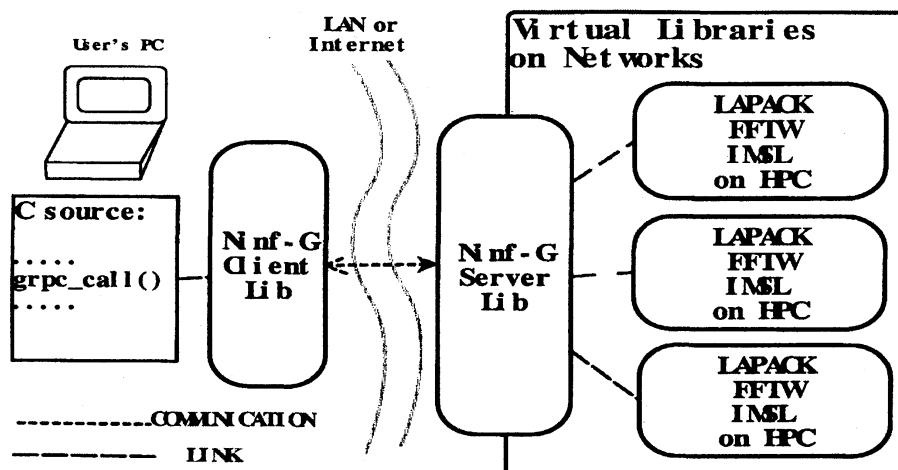 User's PC
LAN or
Internet
Virtual Libraries
on Networks
C source:
.....
grpc_call()
.....
Ninf-G
Client
Lib
Ninf-G
Server
Lib
LAPACK
FFTW
IMSL
on HPC
LAPACK
FFTW
IMSL
on HPC
LAPACK
FFTW
IMSL
on HPC
COMMUNICATION
LINK